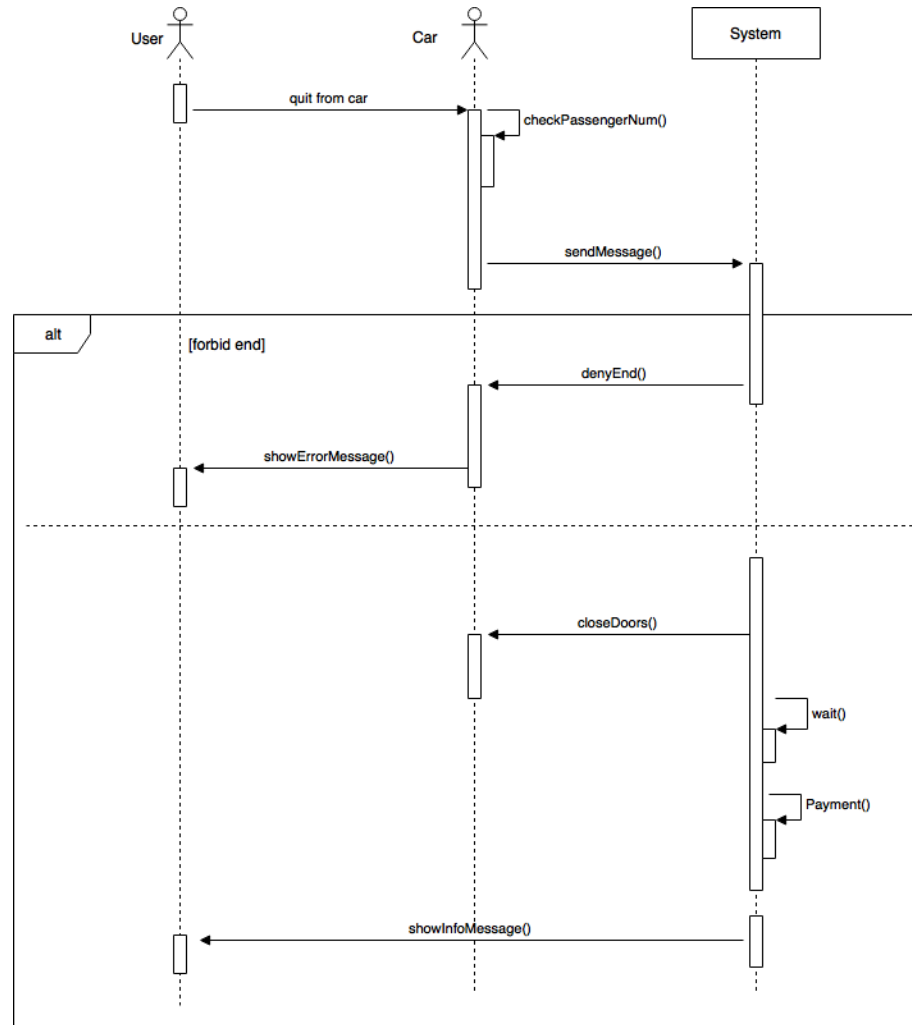 User
Car
System
quit from car
checkPassengerNum()
sendMessage()
alt
[forbid end]
denyEnd()
showErrorMessage()
closeDoors()
wait()
Payment()
showInfoMessage()